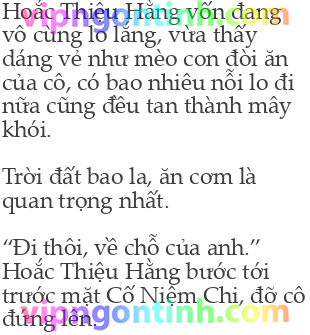 Hoắc Thiệu Hằng vốn đang
vô cùng lo lắng, vừa thấy
dáng vẻ như mèo con đòi ăn
của cô, có bao nhiêu nỗi lo đi
nữa cũng đều tan thành mây
khói.
Trời đất bao la, ăn cơm là
quan trọng nhất.
“Đi thôi, về chỗ của anh.”
Hoắc Thiệu Hằng bước tới
trước mặt Cố Niệm Chi, đỡ cô
đứng lên.
vipngontinh.com
vipngontinh.com